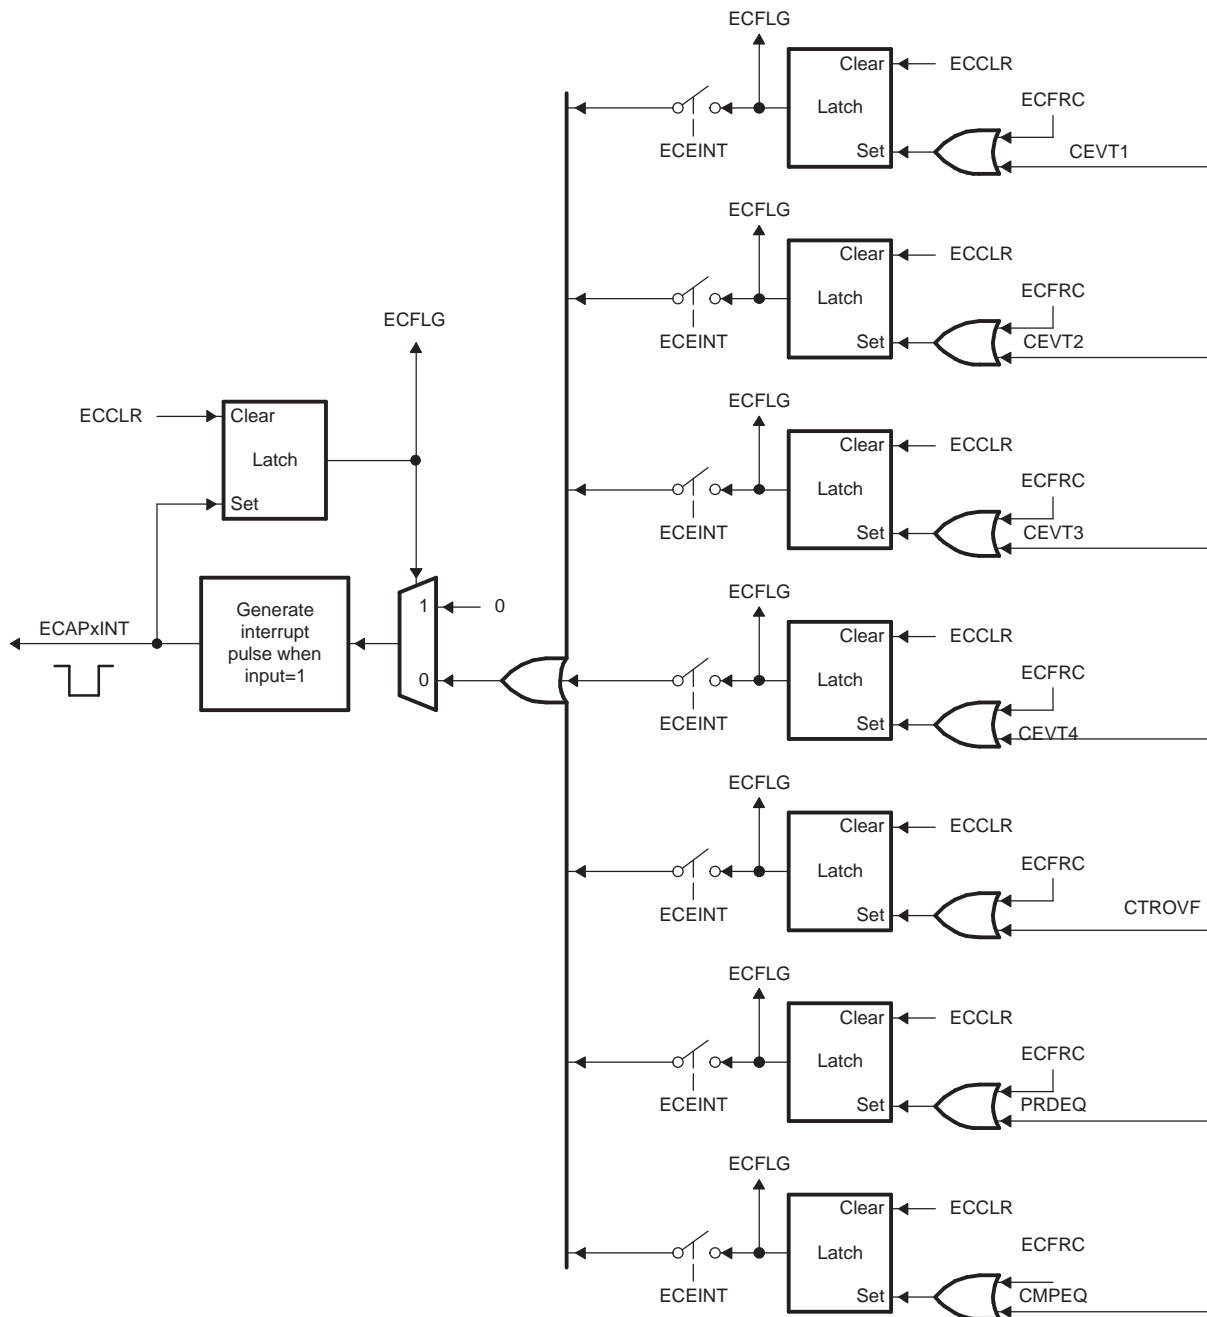 ECFLG
Clear
ECCLR
Latch
ECFRC
ECEINT
Set
CEVT1
ECFLG
Clear
ECCLR
Latch
ECFRC
ECEINT
Set
CEVT2
ECFLG
Clear
ECCLR
Latch
ECFRC
ECEINT
Set
CEVT3
ECFLG
Clear
ECCLR
Latch
ECFRC
ECEINT
Set
CEVT4
ECFLG
Clear
ECCLR
Latch
ECFRC
ECEINT
Set
CTROVF
ECFLG
Clear
ECCLR
Latch
ECFRC
ECEINT
Set
PRDEQ
ECFLG
Clear
ECCLR
Latch
ECFRC
ECEINT
Set
CMPEQ
ECFLG
ECCLR
Clear
Latch
Set
ECAPxINT
Generate
interrupt
pulse when
input=1
1
0
0